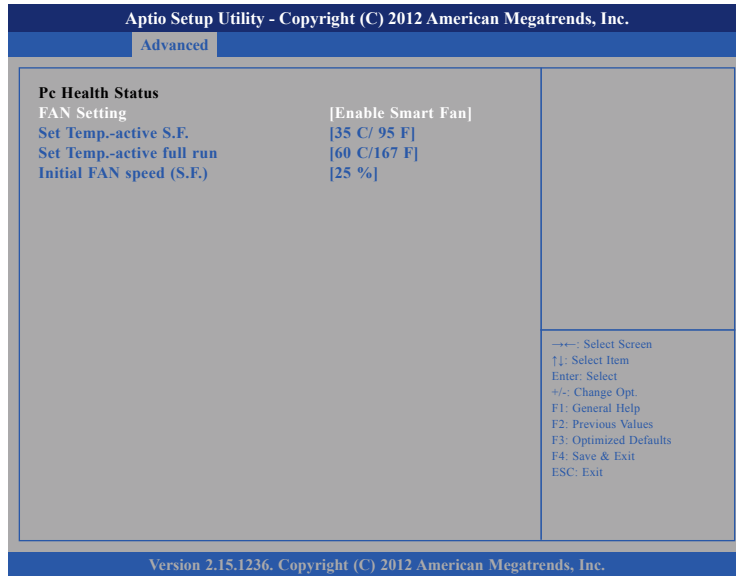 Aptio Setup Utility - Copyright (C) 2012 American Megatrends, Inc.
Advanced
Pc Health Status
FAN Setting [Enable Smart Fan]
Set Temp.-active S.F. [35 C/ 95 F]
Set Temp.-active full run [60 C/167 F]
Initial FAN speed (S.F.) [25 %]
→←: Select Screen
↑↓: Select Item
Enter: Select
+/-: Change Opt.
F1: General Help
F2: Previous Values
F3: Optimized Defaults
F4: Save & Exit
ESC: Exit
Version 2.15.1236. Copyright (C) 2012 American Megatrends, Inc.